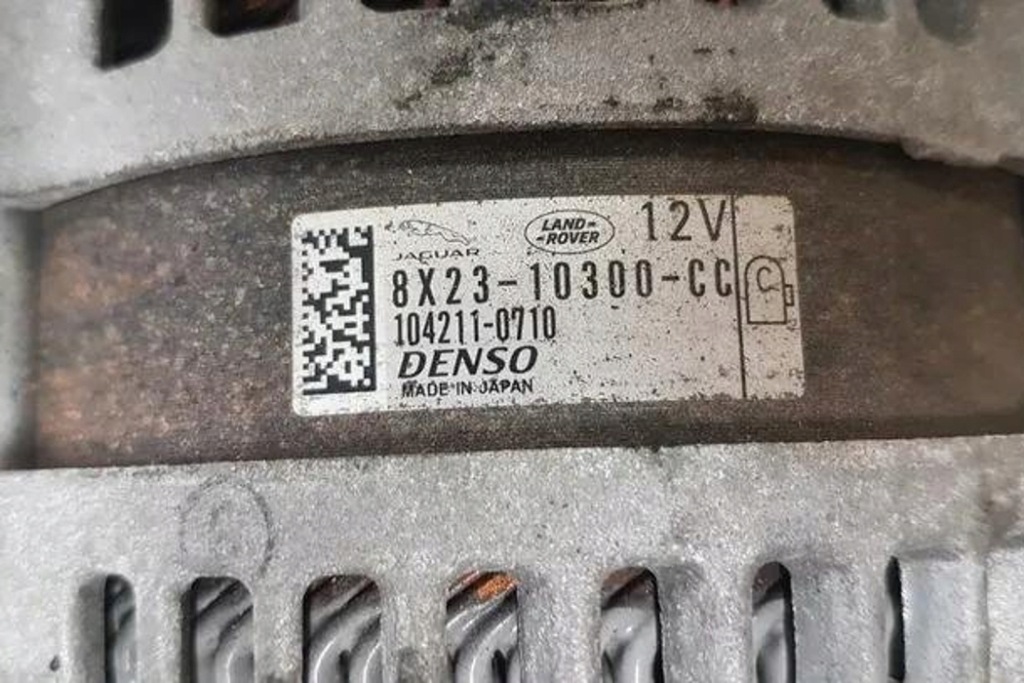 JAGUAR
LAND-
-ROVER
12V
8X23-10300-CC
C
104211-0710
DENSO
MADE IN JAPAN